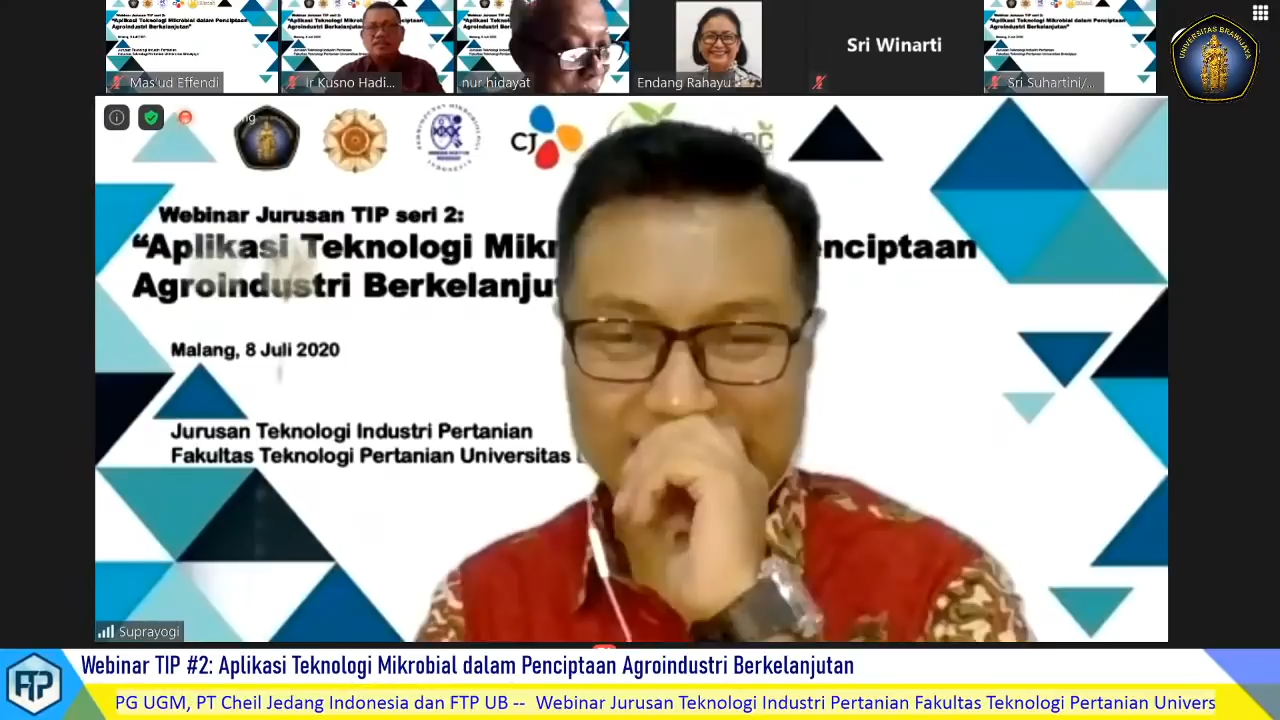 Mas'ud Effendi
Ir Kusno Hadi...
nur hidayat
Endang Rahayu
Sri Winarti
Sri Suhartini/...
CJ
Webinar Jurusan TIP seri 2:
"Aplikasi Teknologi Mik
enciptaan
Agroindustri Berkelanju
Malang, 8 Juli 2020
Jurusan Teknologi Industri Pertanian
Fakultas Teknologi Pertanian Universitas
Suprayogi
Webinar TIP #2: Aplikasi Teknologi Mikrobial dalam Penciptaan Agroindustri Berkelanjutan
PG UGM, PT Cheil Jedang Indonesia dan FTP UB -- Webinar Jurusan Teknologi Industri Pertanian Fakultas Teknologi Pertanian Univers